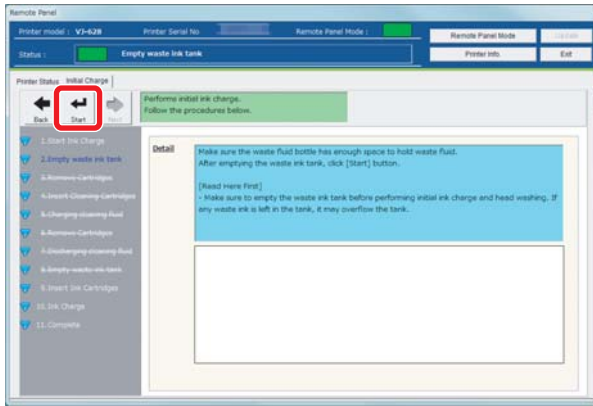 Remote Panel
Printer model : VJ-628 Printer Serial No Remote Panel Mode :
Remote Panel Mode
Status : Empty waste ink tank
Printer Info. Exit
Printer Status Initial Charge
Back Start Next
Performs initial ink charge.
Follow the procedures below.
1.Start Ink Charge
2.Empty waste ink tank
3.Remove Cartridges
4.Insert Cleaning Cartridges
5.Charging cleaning fluid
6.Remove Cartridges
7.Discharging cleaning fluid
8.Empty waste ink tank
9.Insert Ink Cartridges
10.Ink Charge
11.Complete
Detail
Make sure the waste fluid bottle has enough space to hold waste fluid.
After emptying the waste ink tank, click [Start] button.
[Read Here First]
- Make sure to empty the waste ink tank before performing initial ink charge and head washing. If
any waste ink is left in the tank, it may overflow the tank.